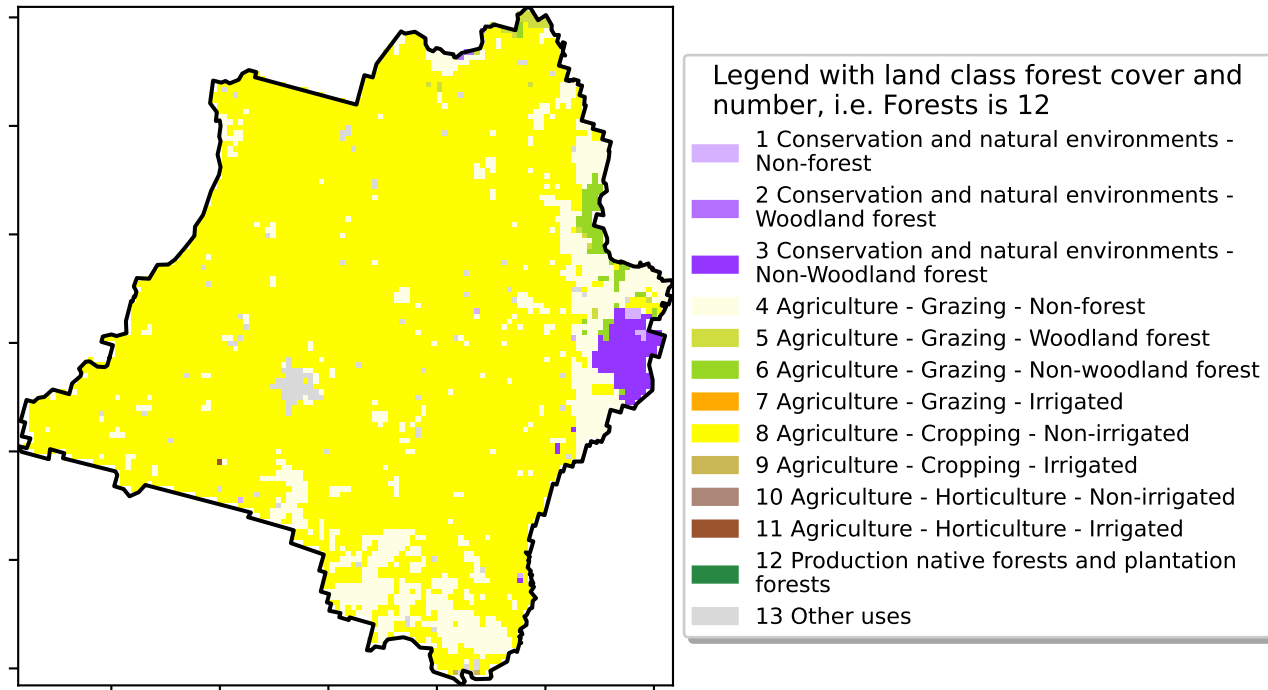 Legend with land class forest cover and
number, i.e. Forests is 12
1 Conservation and natural environments -
Non-forest
2 Conservation and natural environments -
Woodland forest
3 Conservation and natural environments -
Non-Woodland forest
4 Agriculture - Grazing - Non-forest
5 Agriculture - Grazing - Woodland forest
6 Agriculture - Grazing - Non-woodland forest
7 Agriculture - Grazing - Irrigated
8 Agriculture - Cropping - Non-irrigated
9 Agriculture - Cropping - Irrigated
10 Agriculture - Horticulture - Non-irrigated
11 Agriculture - Horticulture - Irrigated
12 Production native forests and plantation
forests
13 Other uses